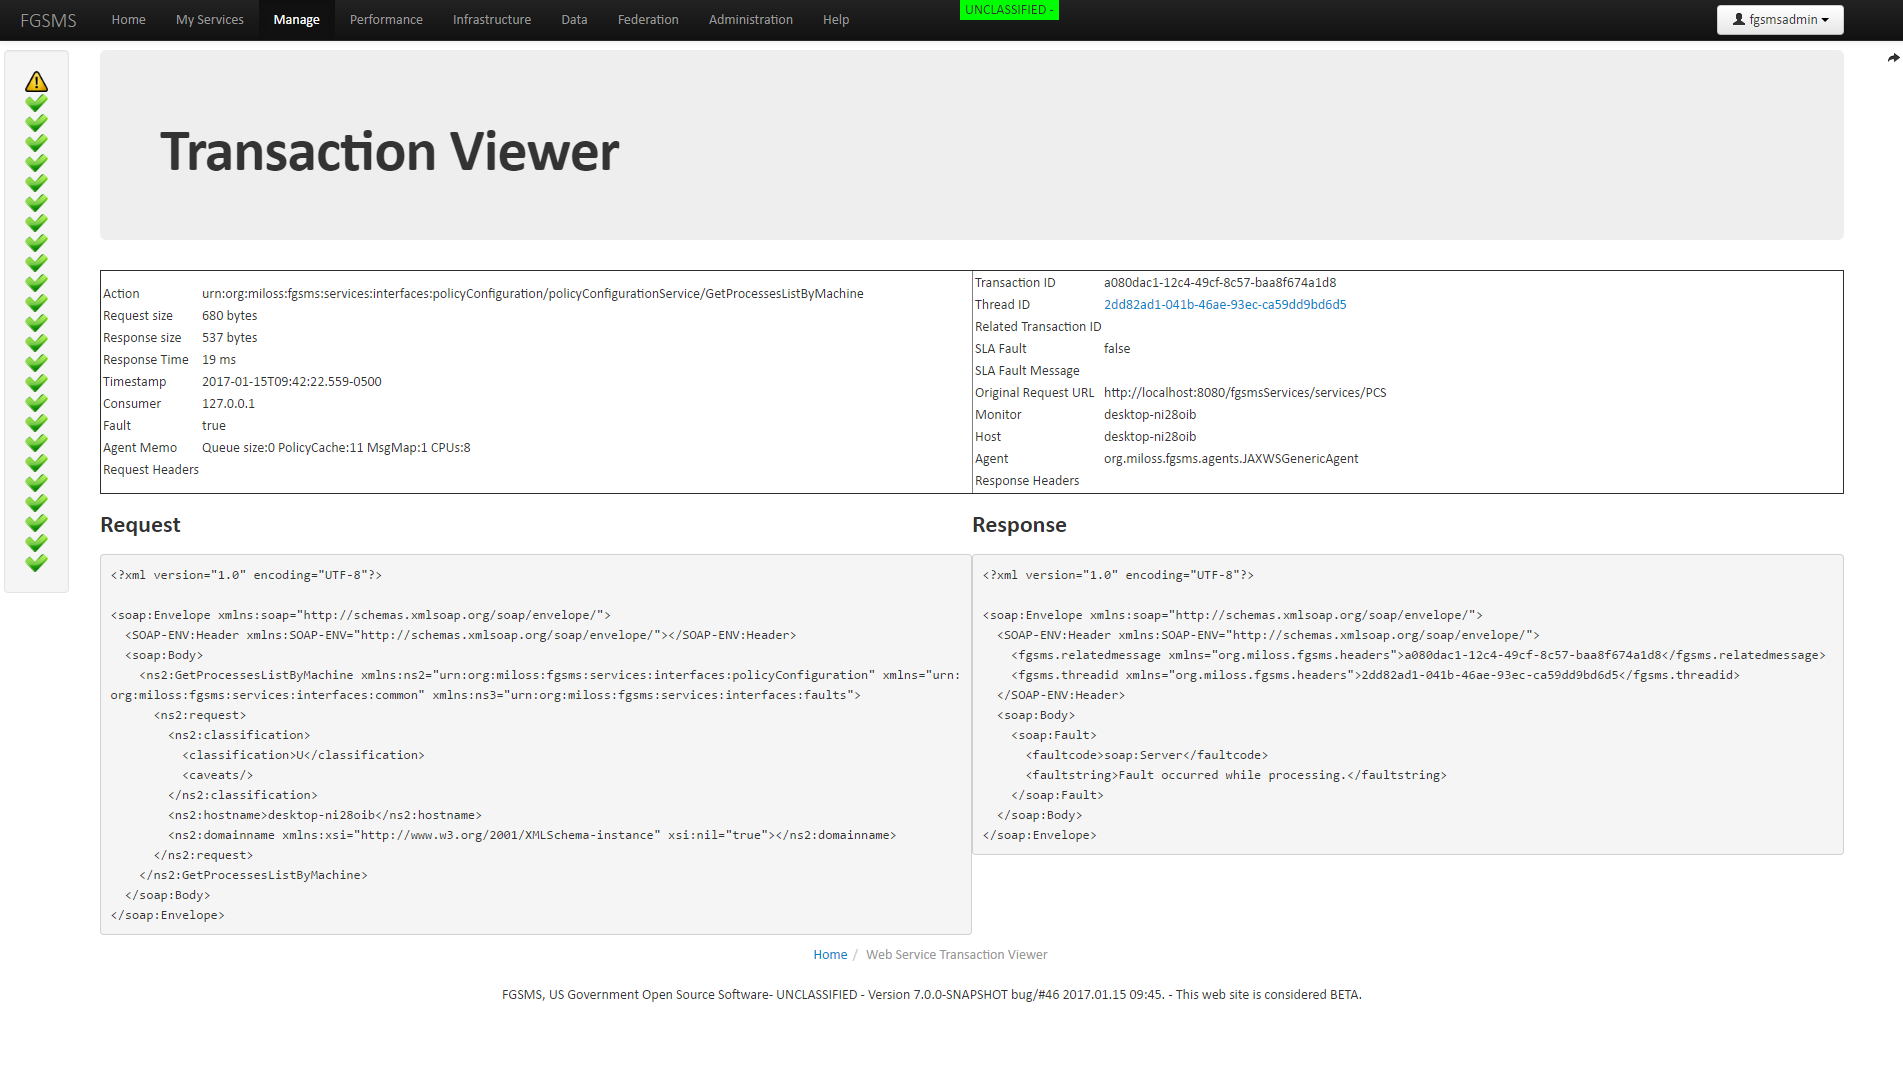 FGSMS Home My Services Manage Performance Infrastructure Data Federation Administration Help UNCLASSIFIED - fgsmsadmin
Transaction Viewer
Action urn:org:miloss:fgsms:services:interfaces:policyConfiguration/policyConfigurationService/GetProcessesListByMachine
Request size 680 bytes
Response size 537 bytes
Response Time 19 ms
Timestamp 2017-01-15T09:42:22.559-0500
Consumer 127.0.0.1
Fault true
Agent Memo Queue size:0 PolicyCache:11 MsgMap:1 CPUs:8
Request Headers
Transaction ID a080dac1-12c4-49cf-8c57-baa8f674a1d8
Thread ID 2dd82ad1-041b-46ae-93ec-ca59dd9bd6d5
Related Transaction ID
SLA Fault false
SLA Fault Message
Original Request URL http://localhost:8080/fgsmsServices/services/PCS
Monitor desktop-ni28oib
Host desktop-ni28oib
Agent org.miloss.fgsms.agents.JAXWSGenericAgent
Response Headers
Request
<?xml version="1.0" encoding="UTF-8"?>
<soap:Envelope xmlns:soap="http://schemas.xmlsoap.org/soap/envelope/">
<SOAP-ENV:Header xmlns:SOAP-ENV="http://schemas.xmlsoap.org/soap/envelope/"></SOAP-ENV:Header>
<soap:Body>
<ns2:GetProcessesListByMachine xmlns:ns2="urn:org:miloss:fgsms:services:interfaces:policyConfiguration" xmlns="urn:
org:miloss:fgsms:services:interfaces:common" xmlns:ns3="urn:org:miloss:fgsms:services:interfaces:faults">
<ns2:request>
<ns2:classification>
<classification>U</classification>
<caveats/>
</ns2:classification>
<ns2:hostname>desktop-ni28oib</ns2:hostname>
<ns2:domainname xmlns:xsi="http://www.w3.org/2001/XMLSchema-instance" xsi:nil="true"></ns2:domainname>
</ns2:request>
</ns2:GetProcessesListByMachine>
</soap:Body>
</soap:Envelope>
Response
<?xml version="1.0" encoding="UTF-8"?>
<soap:Envelope xmlns:soap="http://schemas.xmlsoap.org/soap/envelope/">
<SOAP-ENV:Header xmlns:SOAP-ENV="http://schemas.xmlsoap.org/soap/envelope/">
<fgsms.relatedmessage xmlns="org.miloss.fgsms.headers">a080dac1-12c4-49cf-8c57-baa8f674a1d8</fgsms.relatedmessage>
<fgsms.threadid xmlns="org.miloss.fgsms.headers">2dd82ad1-041b-46ae-93ec-ca59dd9bd6d5</fgsms.threadid>
</SOAP-ENV:Header>
<soap:Body>
<soap:Fault>
<faultcode>soap:Server</faultcode>
<faultstring>Fault occurred while processing.</faultstring>
</soap:Fault>
</soap:Body>
</soap:Envelope>
Home / Web Service Transaction Viewer
FGSMS, US Government Open Source Software- UNCLASSIFIED - Version 7.0.0-SNAPSHOT bug/#46 2017.01.15 09:45. - This web site is considered BETA.